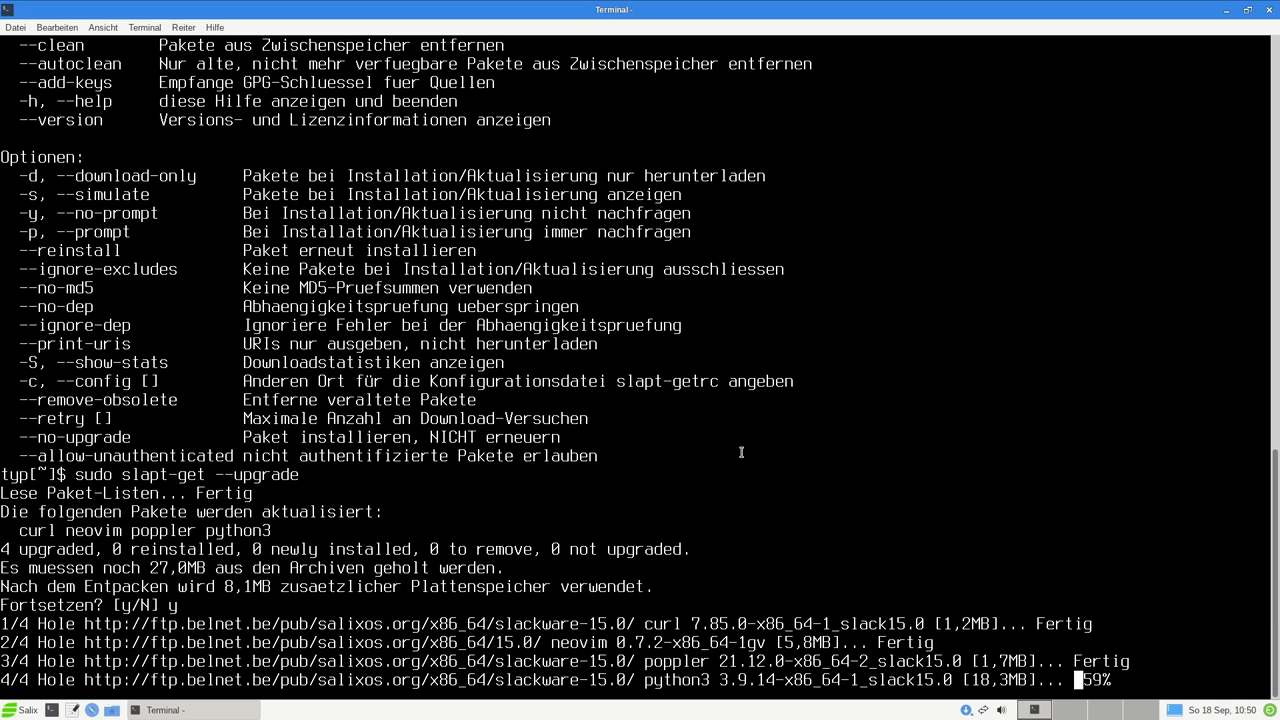 Terminal -
Datei Bearbeiten Ansicht Terminal Reiter Hilfe
--clean Pakete aus Zwischenspeicher entfernen
--autoclean Nur alte, nicht mehr verfuegbare Pakete aus Zwischenspeicher entfernen
--add-keys Empfange GPG-Schluessel fuer Quellen
-h, --help diese Hilfe anzeigen und beenden
--version Versions- und Lizenzinformationen anzeigen
Optionen:
-d, --download-only Pakete bei Installation/Aktualisierung nur herunterladen
-s, --simulate Pakete bei Installation/Aktualisierung anzeigen
-y, --no-prompt Bei Installation/Aktualisierung nicht nachfragen
-p, --prompt Bei Installation/Aktualisierung immer nachfragen
--reinstall Paket erneut installieren
--ignore-excludes Keine Pakete bei Installation/Aktualisierung ausschliessen
--no-md5 Keine MD5-Pruefsummen verwenden
--no-dep Abhaengigkeitspruefung ueberspringen
--ignore-dep Ignoriere Fehler bei der Abhaengigkeitspruefung
--print-uris URIs nur ausgeben, nicht herunterladen
-S, --show-stats Downloadstatistiken anzeigen
-c, --config [] Anderen Ort für die Konfigurationsdatei slapt-getrc angeben
--remove-obsolete Entferne veraltete Pakete
--retry [] Maximale Anzahl an Download-Versuchen
--no-upgrade Paket installieren, NICHT erneuern
--allow-unauthenticated nicht authentifizierte Pakete erlauben
typ[~]$ sudo slapt-get --upgrade
Lese Paket-Listen... Fertig
Die folgenden Pakete werden aktualisiert:
curl neovim poppler python3
4 upgraded, 0 reinstalled, 0 newly installed, 0 to remove, 0 not upgraded.
Es muessen noch 27,0MB aus den Archiven geholt werden.
Nach dem Entpacken wird 8,1MB zusaetzlicher Plattenspeicher verwendet.
Fortsetzen? [y/N] y
1/4 Hole http://ftp.belnet.be/pub/salixos.org/x86_64/slackware-15.0/ curl 7.85.0-x86_64-1_slack15.0 [1,2MB]... Fertig
2/4 Hole http://ftp.belnet.be/pub/salixos.org/x86_64/15.0/ neovim 0.7.2-x86_64-1gv [5,8MB]... Fertig
3/4 Hole http://ftp.belnet.be/pub/salixos.org/x86_64/slackware-15.0/ poppler 21.12.0-x86_64-2_slack15.0 [1,7MB]... Fertig
4/4 Hole http://ftp.belnet.be/pub/salixos.org/x86_64/slackware-15.0/ python3 3.9.14-x86_64-1_slack15.0 [18,3MB]... 59%
Salix Terminal - So 18 Sep, 10:50